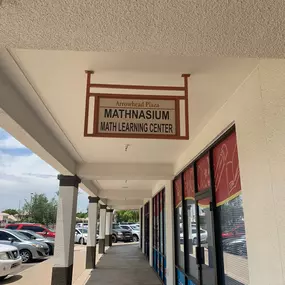 Arrowhead Plaza
MATHNASIUM
MATH LEARNING CENTER